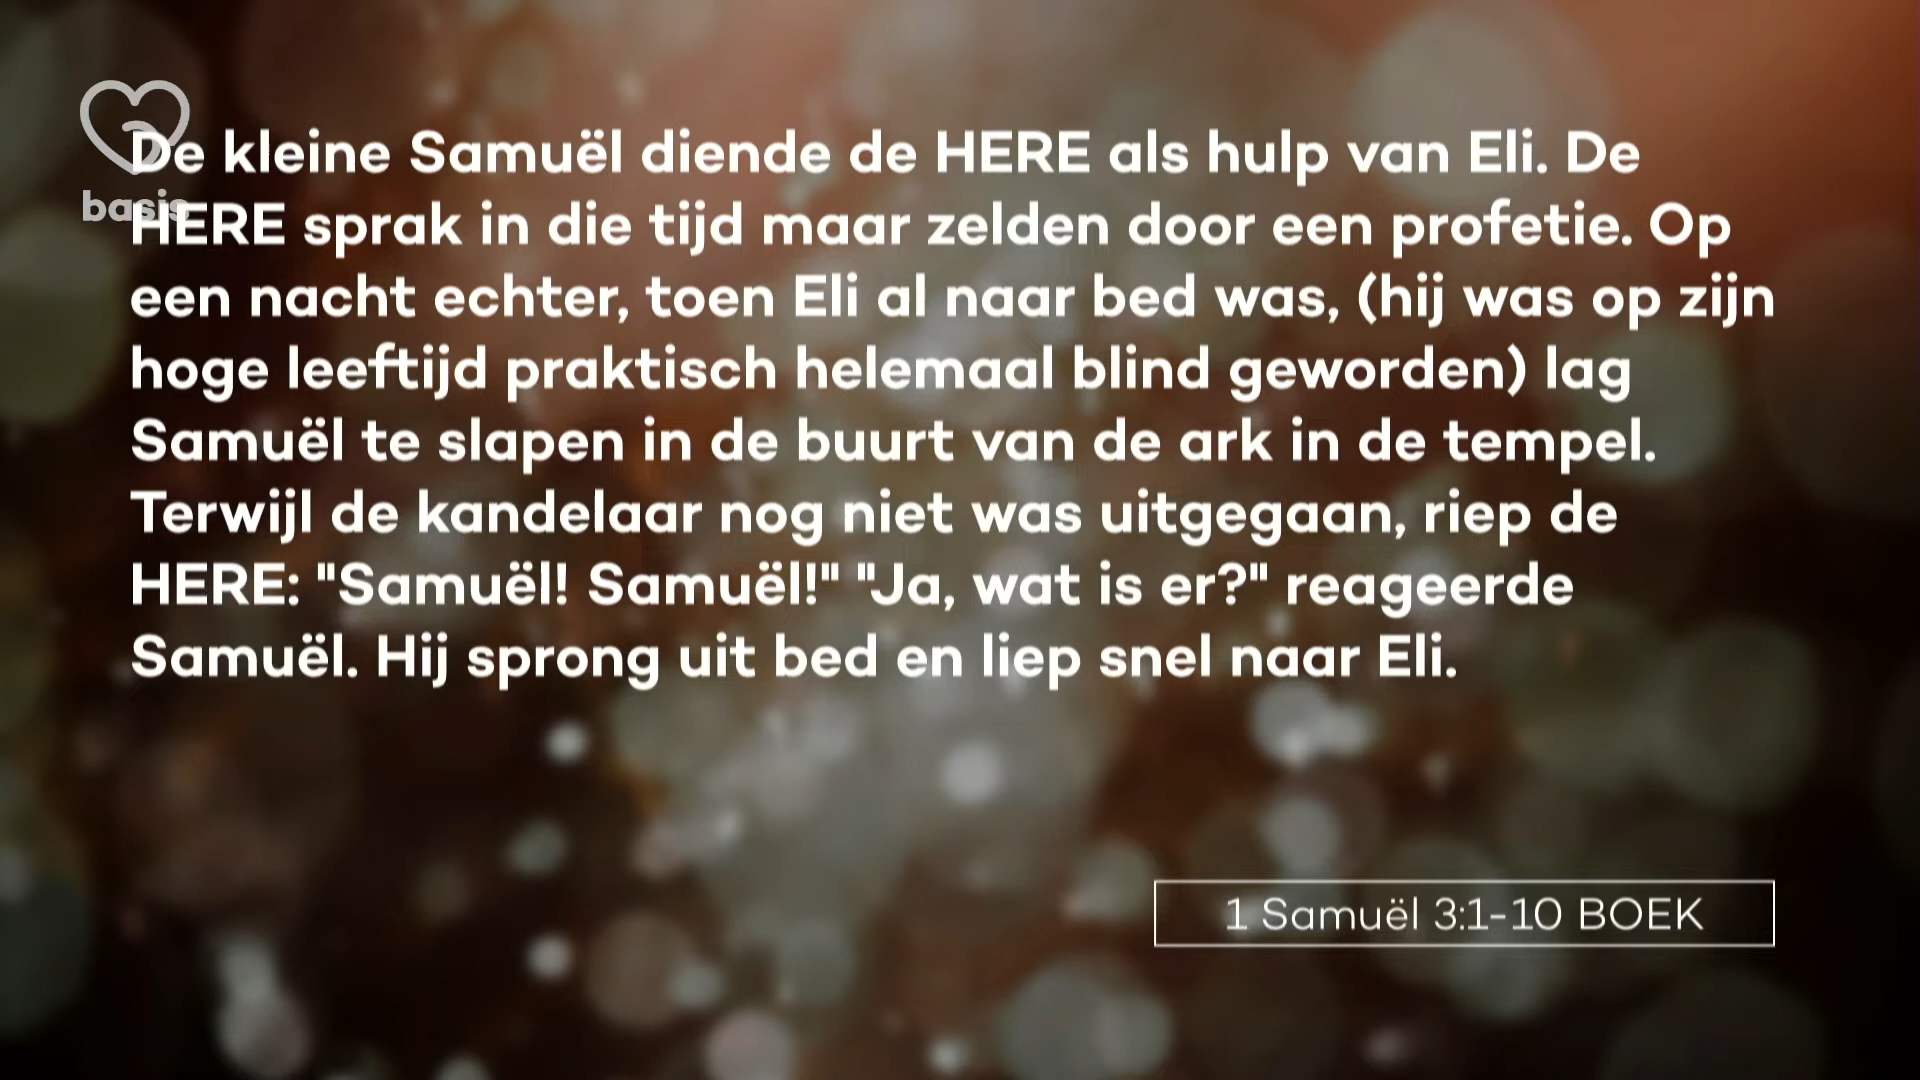 De kleine Samuël diende de HERE als hulp van Eli. De
HERE sprak in die tijd maar zelden door een profetie. Op
een nacht echter, toen Eli al naar bed was, (hij was op zijn
hoge leeftijd praktisch helemaal blind geworden) lag
Samuël te slapen in de buurt van de ark in de tempel.
Terwijl de kandelaar nog niet was uitgegaan, riep de
HERE: "Samuël! Samuël!" "Ja, wat is er?" reageerde
Samuël. Hij sprong uit bed en liep snel naar Eli.
basis
1 Samuël 3:1-10 BOEK